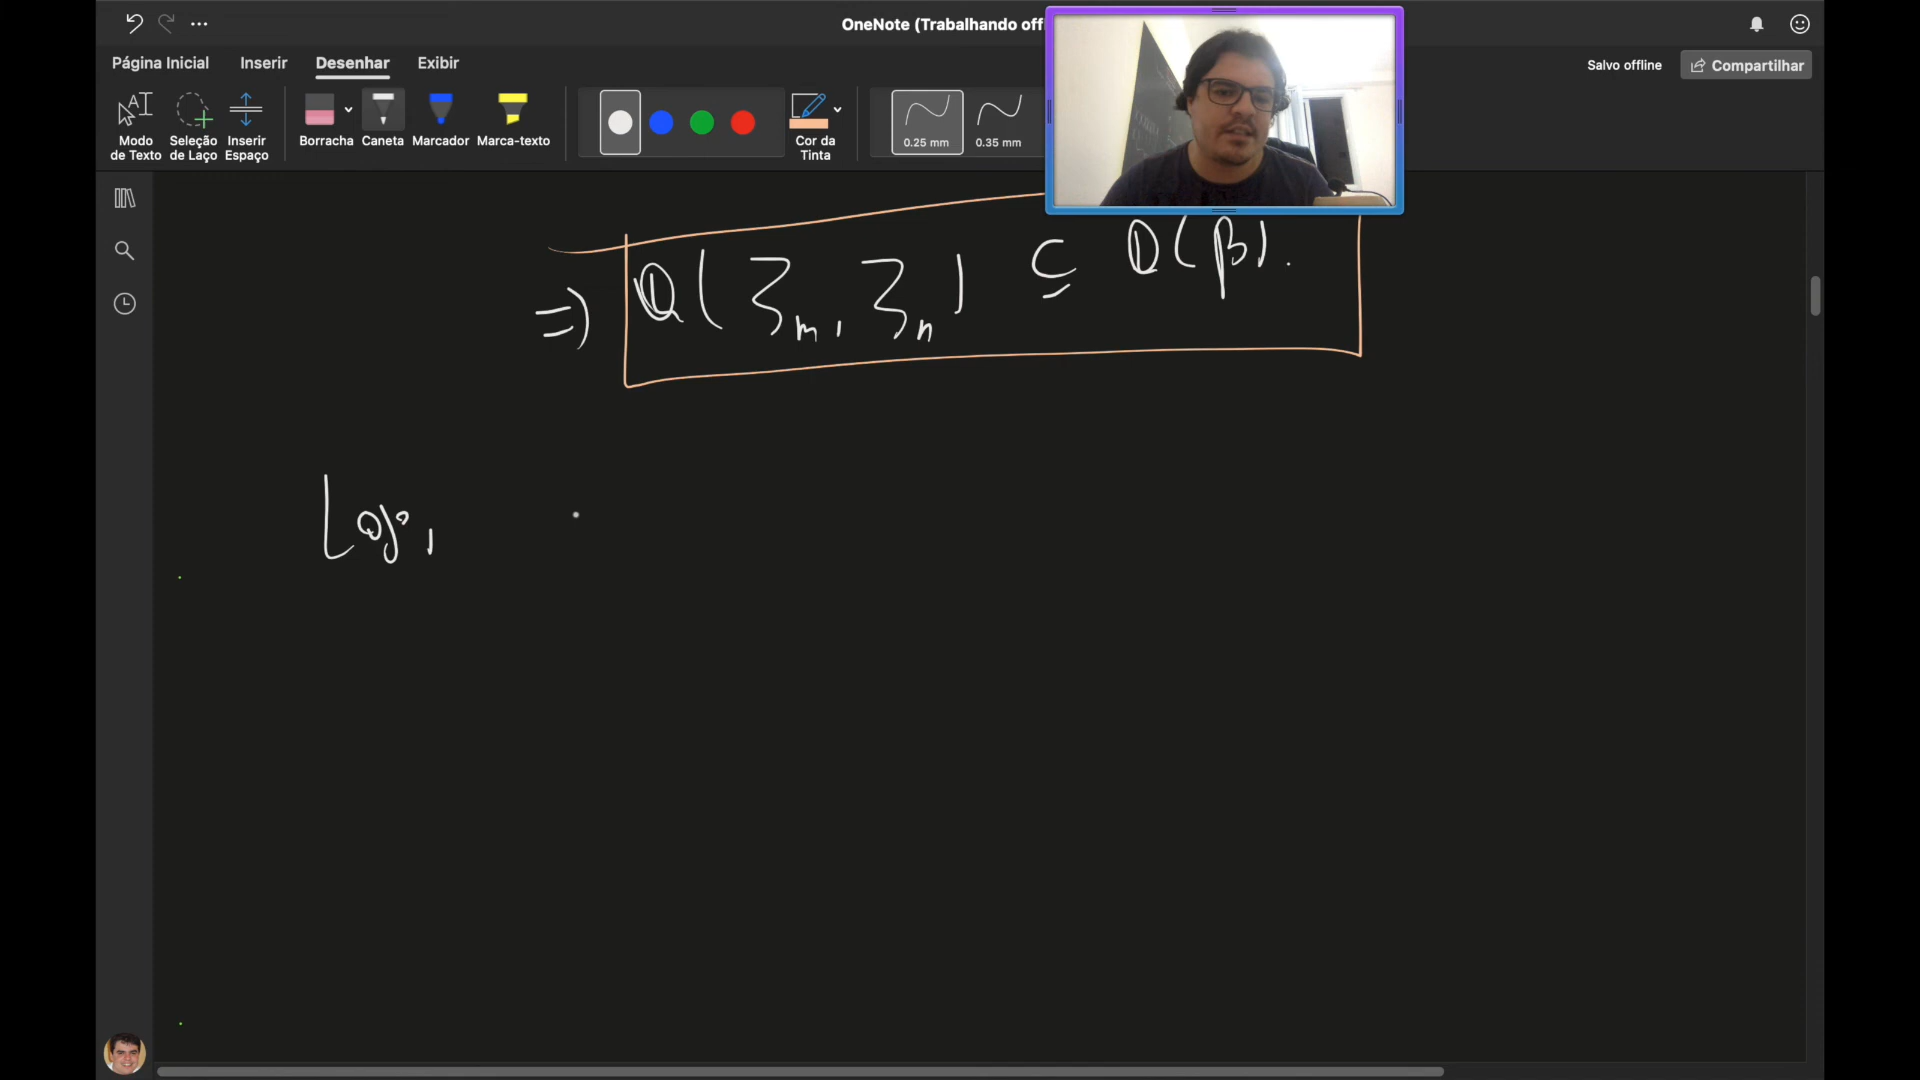 OneNote (Trabalhando offl
Página Inicial Inserir Desenhar Exibir
Salvo offline
Compartilhar
Modo de Texto
Seleção de Laço
Inserir Espaço
Borracha
Caneta
Marcador
Marca-texto
Cor da Tinta
0.25 mm
0.35 mm
⇒ ℚ(ζₘ, ζₙ) ⊆ ℚ(β).
Logo,